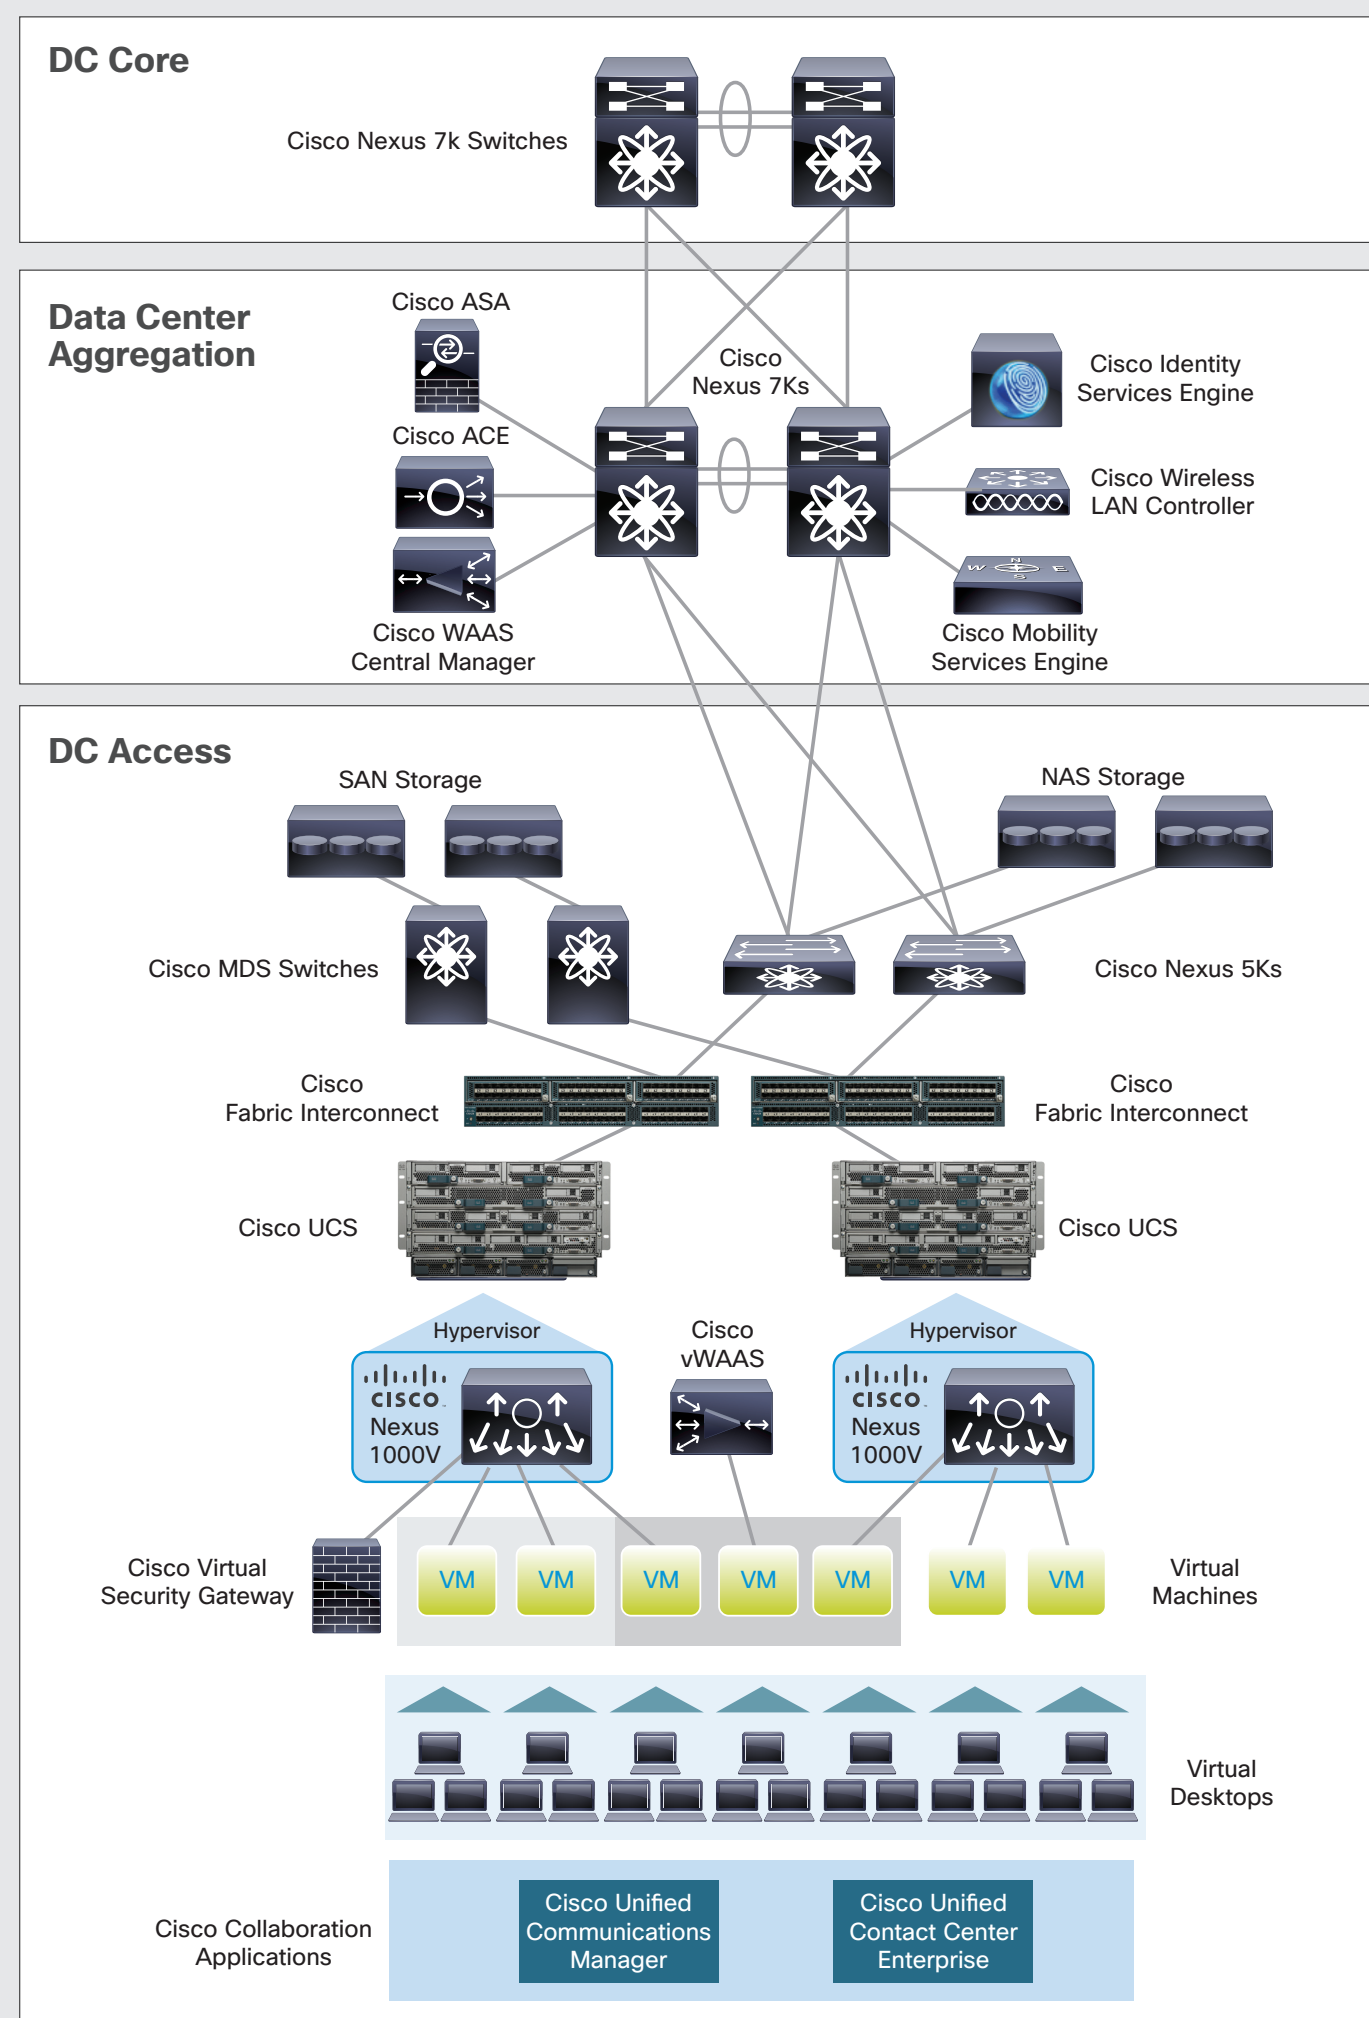 DC Core
Cisco Nexus 7k Switches
Data Center
Aggregation
Cisco ASA
Cisco
Nexus 7Ks
Cisco Identity
Services Engine
Cisco ACE
Cisco Wireless
LAN Controller
N
W
E
S
Cisco WAAS
Central Manager
Cisco Mobility
Services Engine
DC Access
SAN Storage
NAS Storage
Cisco MDS Switches
Cisco Nexus 5Ks
Cisco
Fabric Interconnect
Cisco
Fabric Interconnect
Cisco UCS
Cisco UCS
Hypervisor
Cisco
vWAAS
Hypervisor
CISCO
Nexus
1000V
CISCO
Nexus
1000V
Cisco Virtual
Security Gateway
VM
VM
VM
VM
VM
VM
VM
Virtual
Machines
Virtual
Desktops
Cisco Collaboration
Applications
Cisco Unified
Communications
Manager
Cisco Unified
Contact Center
Enterprise